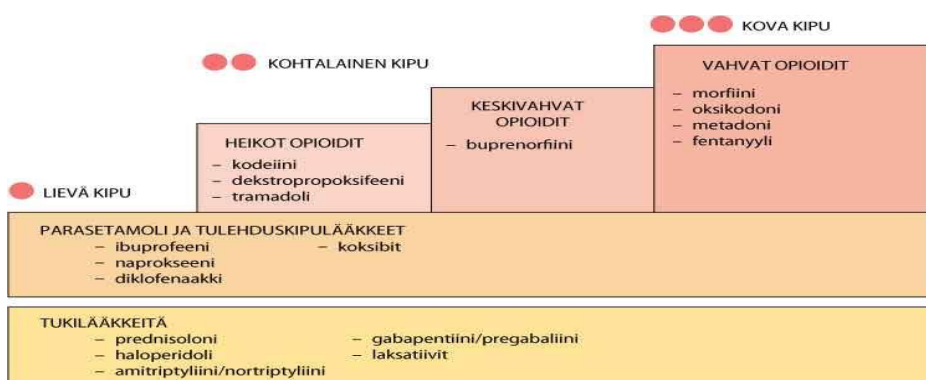 KOVA KIPU
KOHTALAINEN KIPU
VAHVAT OPIOIDIT
– morfiini
– oksikodoni
– metadoni
– fentanyyli
KESKIVAHVAT
OPIOIDIT
– buprenorfiini
HEIKOT OPIOIDIT
– kodeiini
– dekstropropoksifeeni
– tramadoli
LIEVÄ KIPU
PARASETAMOLI JA TULEHDUSKIPULÄÄKKEET
– ibuprofeeni – koksibit
– naprokseeni
– diklofenaakki
TUKILÄÄKKEITÄ
– prednisoloni – gabapentiini/pregabaliini
– haloperidoli – laksatiivit
– amitriptyliini/nortriptyliini